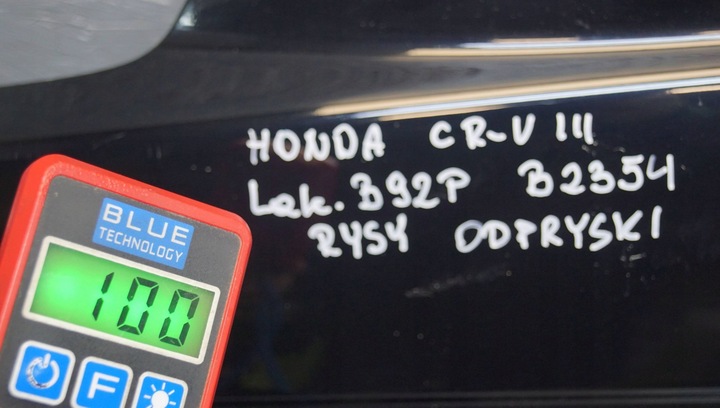 HONDA CR-V III
Lak. B92P B2354
RYSY ODPRYSKI
BLUE
TECHNOLOGY
100
F